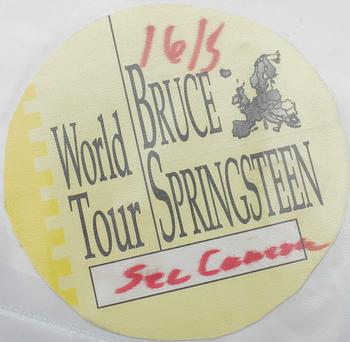 16/5
World Tour
BRUCE SPRINGSTEEN
Sec